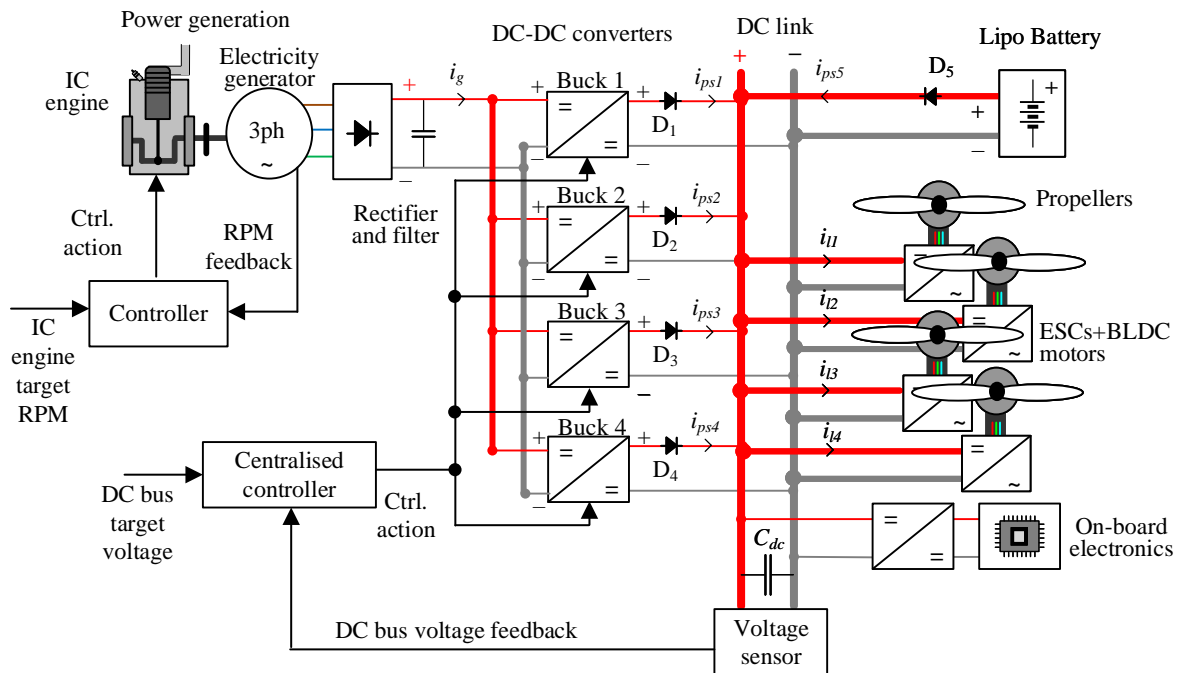 Power generation
IC
engine
Electricity
generator
3ph
~
Ctrl.
action
RPM
feedback
Controller
IC
engine
target
RPM
+
−
Rectifier
and filter
i_g
DC-DC converters
Buck 1
+
=
=
−
+
−
D1
i_ps1
Buck 2
+
=
=
−
+
−
D2
i_ps2
Buck 3
+
=
=
−
+
−
D3
i_ps3
Buck 4
+
=
=
−
+
−
D4
i_ps4
DC link
+
−
i_ps5
D5
Lipo Battery
+
+
−
−
Propellers
i_l1
=
~
i_l2
=
~
ESCs+BLDC
motors
i_l3
=
~
i_l4
=
~
=
=
On-board
electronics
C_dc
Voltage
sensor
DC bus voltage feedback
Centralised
controller
Ctrl.
action
DC bus
target
voltage